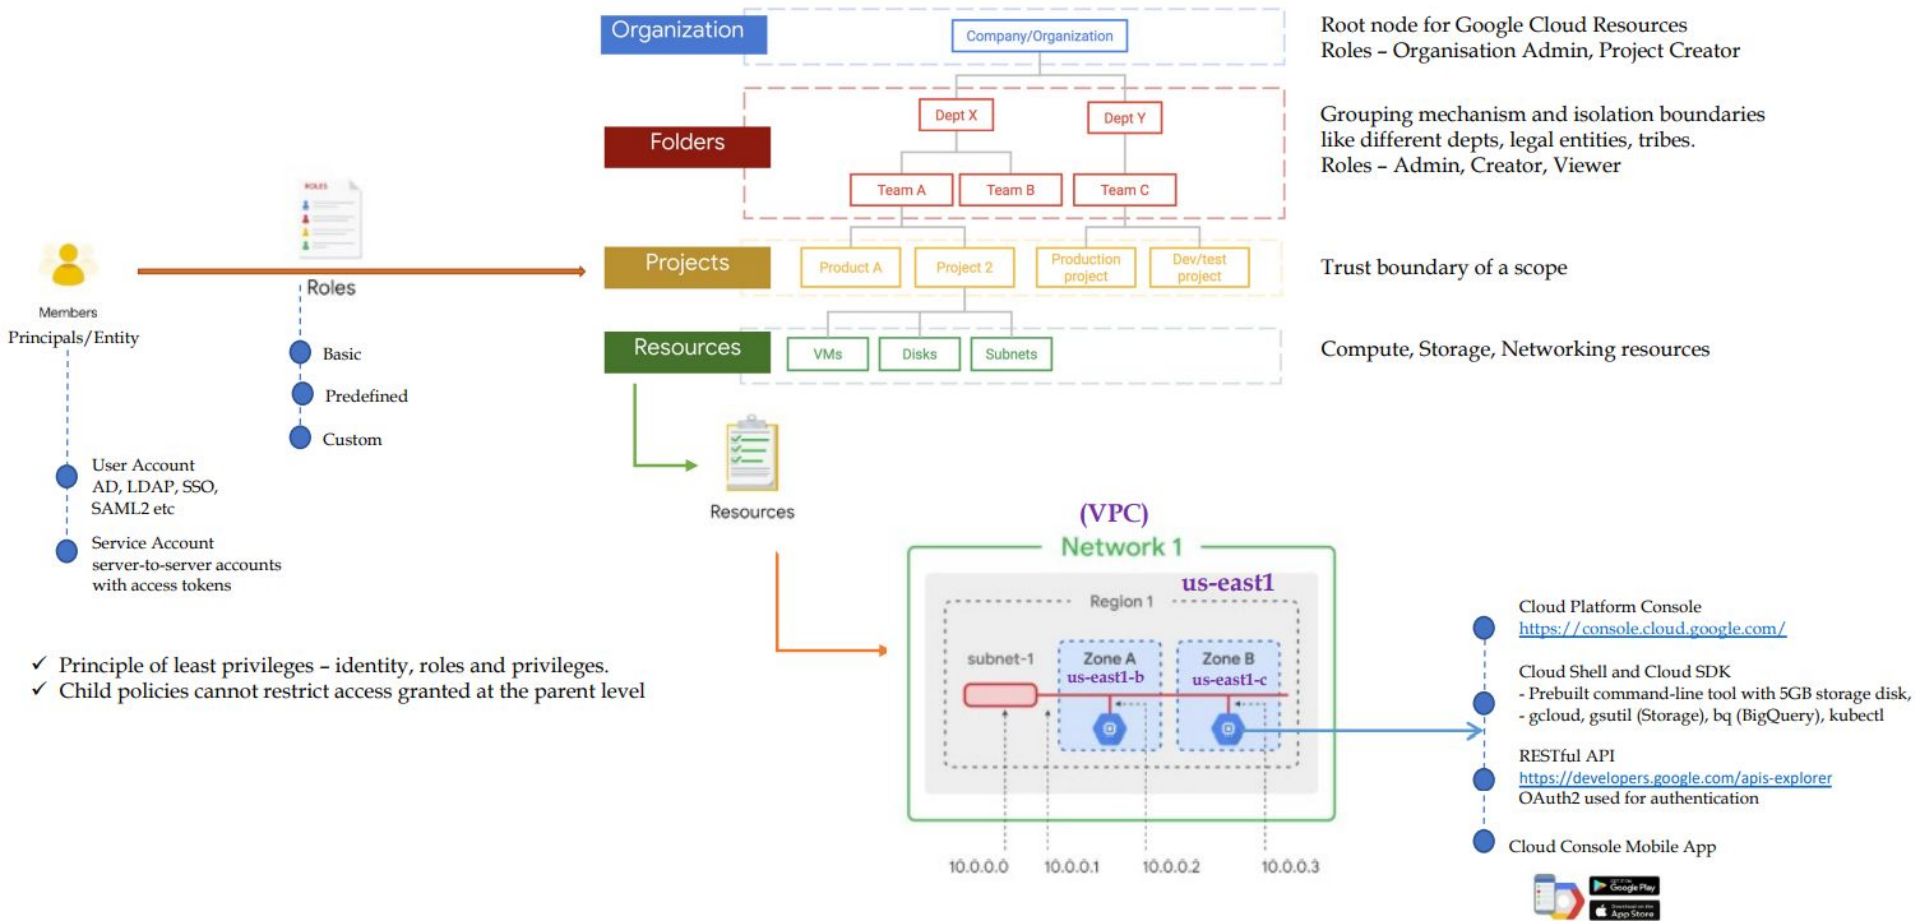 Organization
Company/Organization
Root node for Google Cloud Resources
Roles – Organisation Admin, Project Creator
Folders
Dept X
Dept Y
Team A
Team B
Team C
Grouping mechanism and isolation boundaries
like different depts, legal entities, tribes.
Roles – Admin, Creator, Viewer
ROLES
Roles
Members
Principals/Entity
Projects
Product A
Project 2
Production
project
Dev/test
project
Trust boundary of a scope
Resources
VMs
Disks
Subnets
Compute, Storage, Networking resources
Basic
Predefined
Custom
User Account
AD, LDAP, SSO,
SAML2 etc
Service Account
server-to-server accounts
with access tokens
Resources
✓ Principle of least privileges – identity, roles and privileges.
✓ Child policies cannot restrict access granted at the parent level
(VPC)
Network 1
us-east1
Region 1
subnet-1
Zone A
us-east1-b
Zone B
us-east1-c
10.0.0.0
10.0.0.1
10.0.0.2
10.0.0.3
Cloud Platform Console
https://console.cloud.google.com/
Cloud Shell and Cloud SDK
- Prebuilt command-line tool with 5GB storage disk,
- gcloud, gsutil (Storage), bq (BigQuery), kubectl
RESTful API
https://developers.google.com/apis-explorer
OAuth2 used for authentication
Cloud Console Mobile App
Google Play
App Store